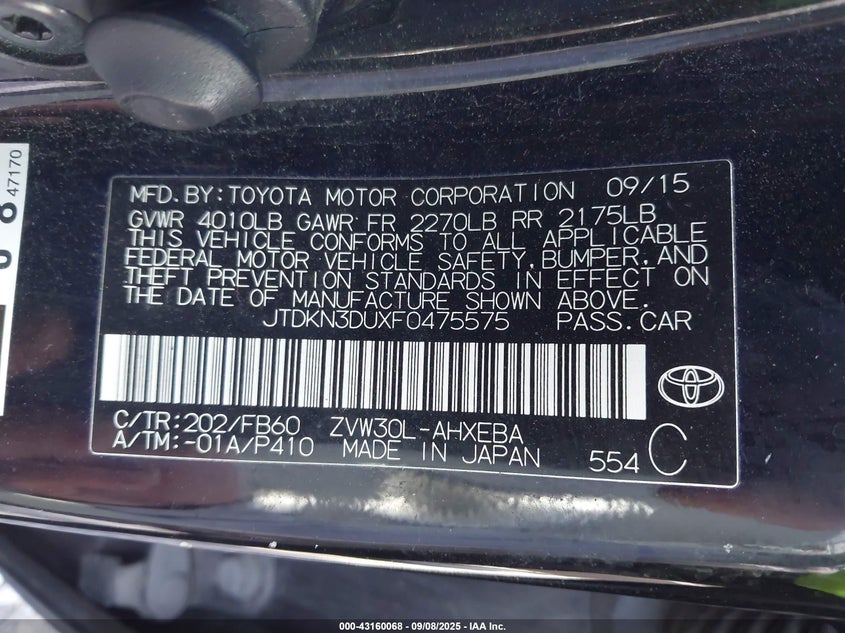 47170
8
MFD.BY:TOYOTA MOTOR CORPORATION 09/15
GVWR 4010LB GAWR FR 2270LB RR 2175LB
THIS VEHICLE CONFORMS TO ALL APPLICABLE
FEDERAL MOTOR VEHICLE SAFETY,BUMPER,AND
THEFT PREVENTION STANDARDS IN EFFECT ON
THE DATE OF MANUFACTURE SHOWN ABOVE.
JTDKN3DUXF0475575 PASS.CAR
C/TR:202/FB60 ZVW30L-AHXEBA
A/TM:-01A/P410 MADE IN JAPAN 554 C
000-43160068 - 09/08/2025 - IAA Inc.